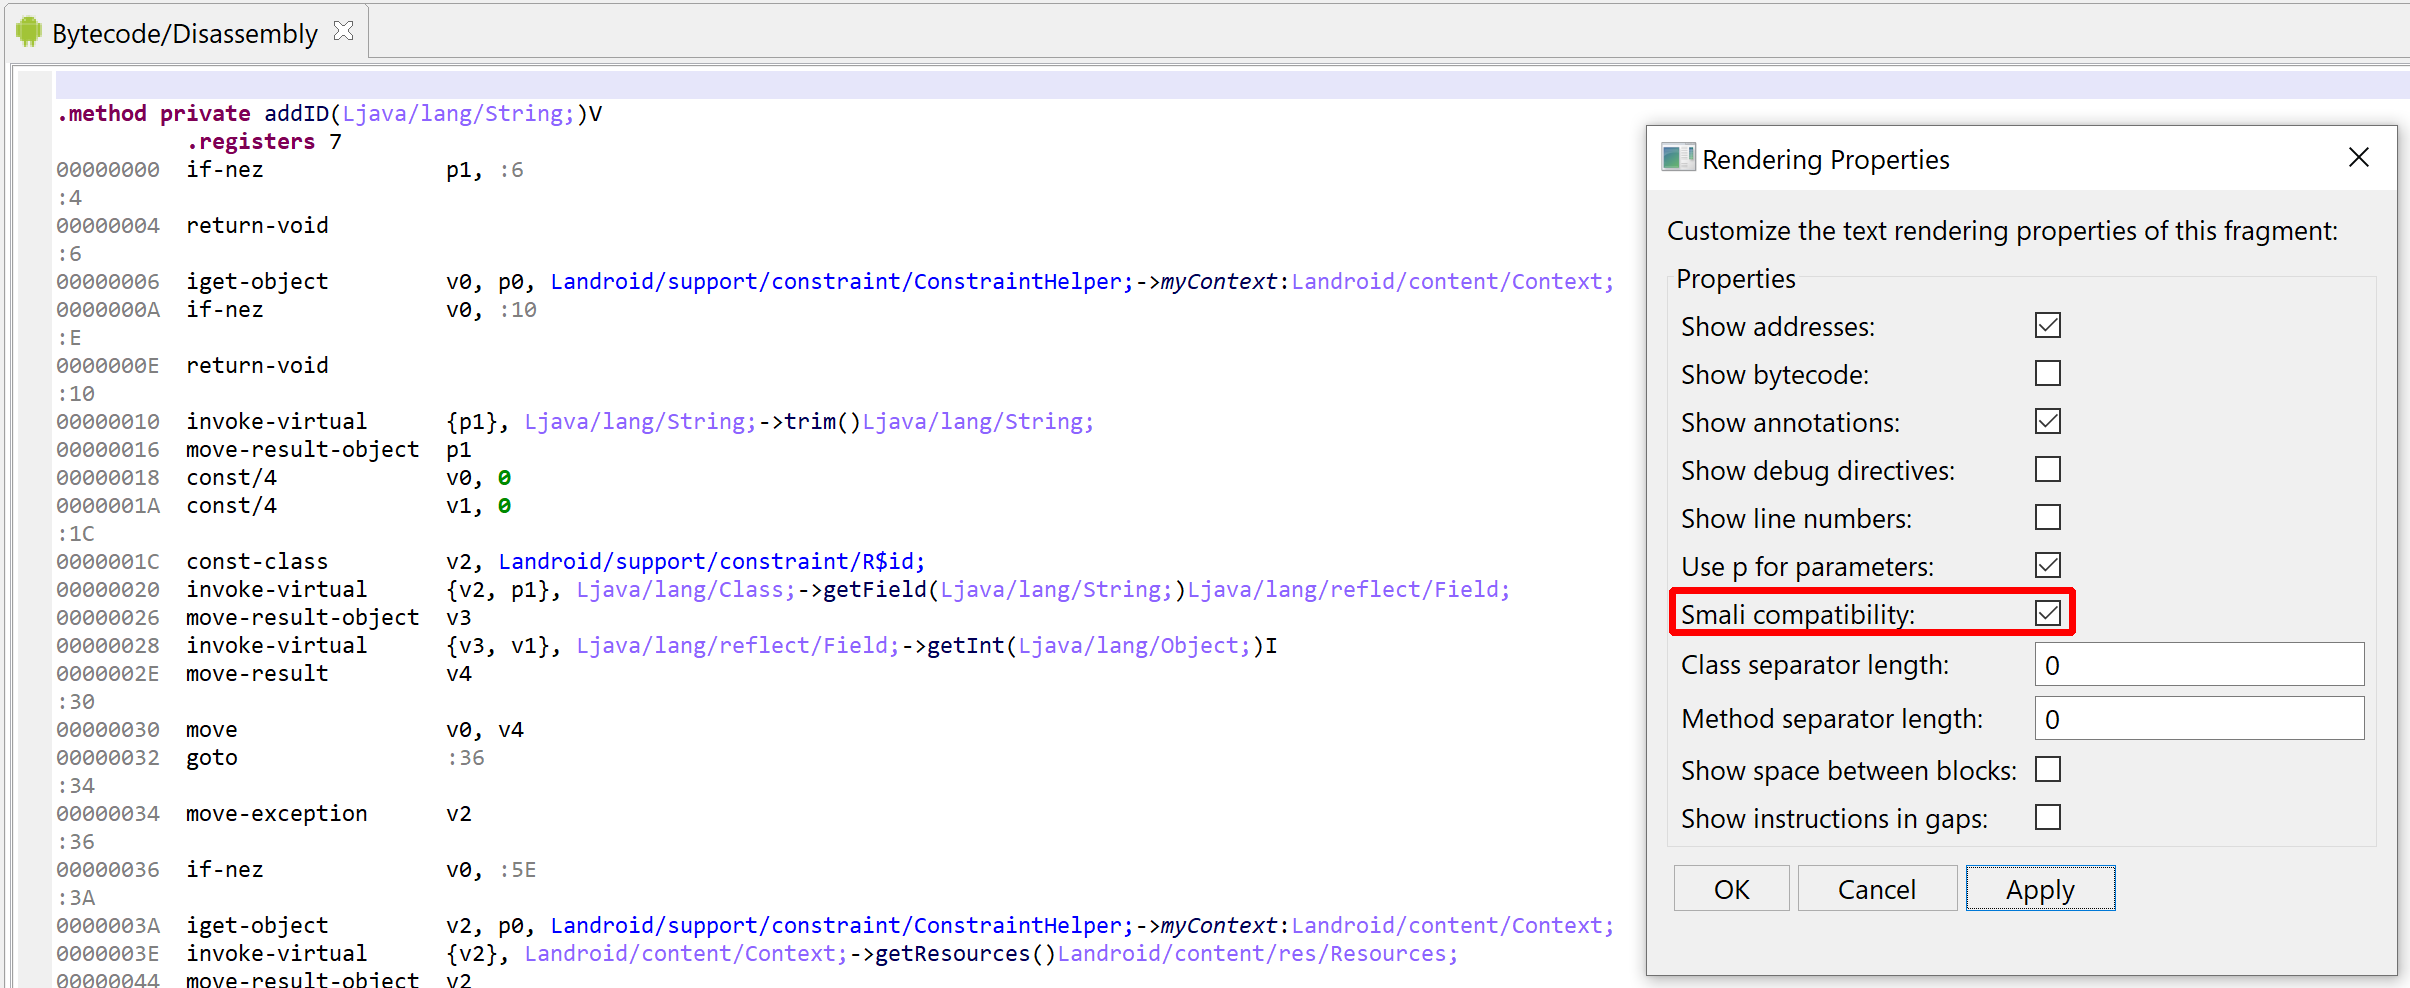 Bytecode/Disassembly
.method private addID(Ljava/lang/String;)V
.registers 7
00000000 if-nez p1, :6
:4
00000004 return-void
:6
00000006 iget-object v0, p0, Landroid/support/constraint/ConstraintHelper;->myContext:Landroid/content/Context;
0000000A if-nez v0, :10
:E
0000000E return-void
:10
00000010 invoke-virtual {p1}, Ljava/lang/String;->trim()Ljava/lang/String;
00000016 move-result-object p1
00000018 const/4 v0, 0
0000001A const/4 v1, 0
:1C
0000001C const-class v2, Landroid/support/constraint/R$id;
00000020 invoke-virtual {v2, p1}, Ljava/lang/Class;->getField(Ljava/lang/String;)Ljava/lang/reflect/Field;
00000026 move-result-object v3
00000028 invoke-virtual {v3, v1}, Ljava/lang/reflect/Field;->getInt(Ljava/lang/Object;)I
0000002E move-result v4
:30
00000030 move v0, v4
00000032 goto :36
:34
00000034 move-exception v2
:36
00000036 if-nez v0, :5E
:3A
0000003A iget-object v2, p0, Landroid/support/constraint/ConstraintHelper;->myContext:Landroid/content/Context;
0000003E invoke-virtual {v2}, Landroid/content/Context;->getResources()Landroid/content/res/Resources;
00000044 move-result-object v2
Rendering Properties
Customize the text rendering properties of this fragment:
Properties
Show addresses:
Show bytecode:
Show annotations:
Show debug directives:
Show line numbers:
Use p for parameters:
Smali compatibility:
Class separator length: 0
Method separator length: 0
Show space between blocks:
Show instructions in gaps:
OK Cancel Apply